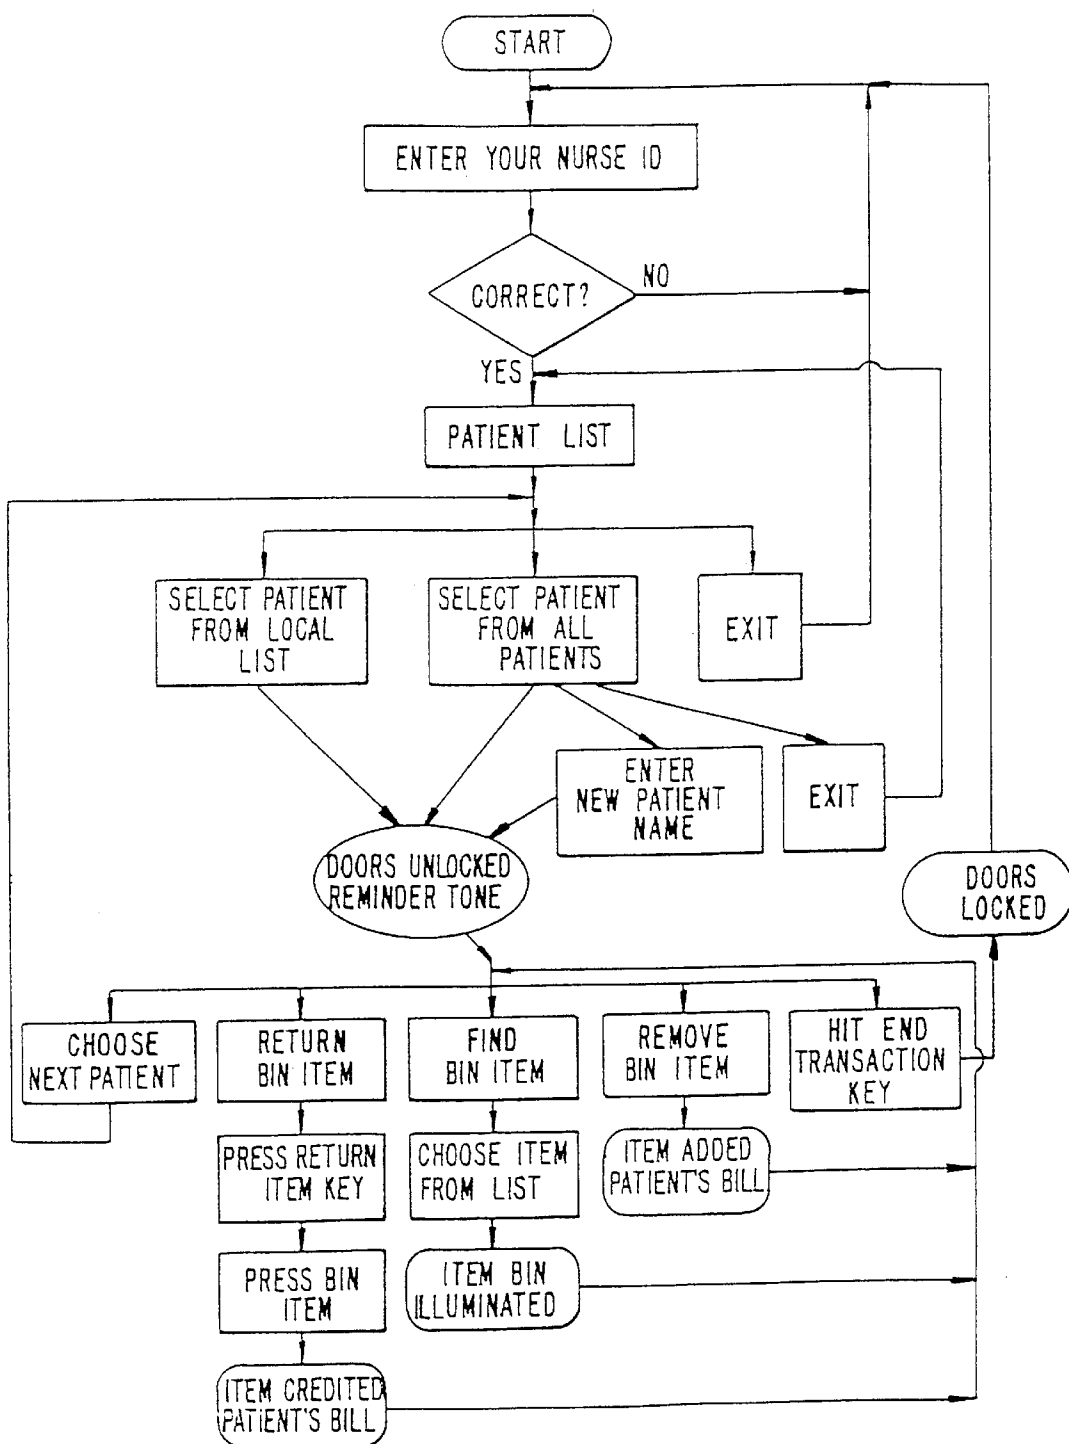 START
ENTER YOUR NURSE ID
CORRECT?
NO
YES
PATIENT LIST
SELECT PATIENT
FROM LOCAL
LIST
SELECT PATIENT
FROM ALL
PATIENTS
EXIT
ENTER
NEW PATIENT
NAME
EXIT
DOORS UNLOCKED
REMINDER TONE
DOORS
LOCKED
CHOOSE
NEXT PATIENT
RETURN
BIN ITEM
FIND
BIN ITEM
REMOVE
BIN ITEM
HIT END
TRANSACTION
KEY
PRESS RETURN
ITEM KEY
CHOOSE ITEM
FROM LIST
ITEM ADDED
PATIENT'S BILL
PRESS BIN
ITEM
ITEM BIN
ILLUMINATED
ITEM CREDITED
PATIENT'S BILL